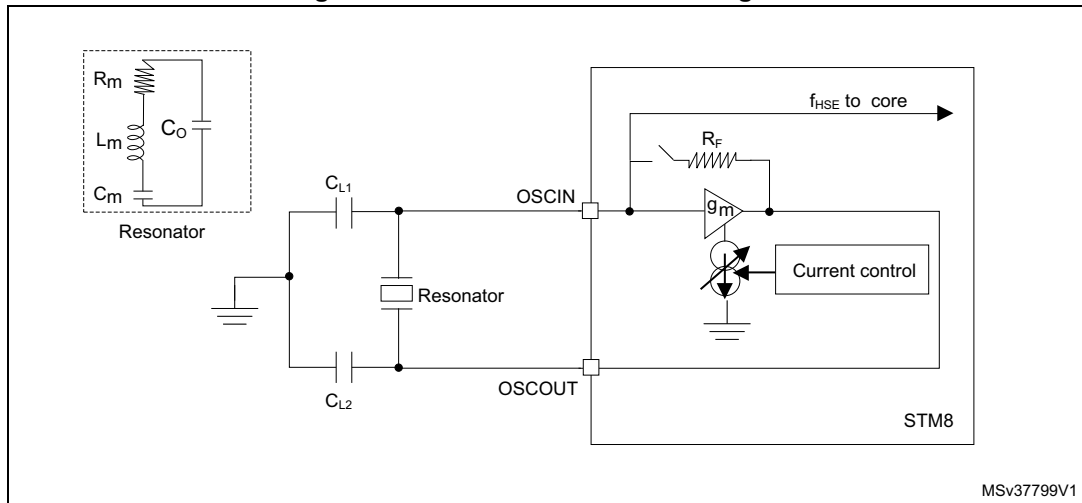 Rm
Lm
CO
Cm
Resonator
CL1
CL2
Resonator
OSCIN
OSCOUT
fHSE to core
RF
gm
Current control
STM8
MSv37799V1